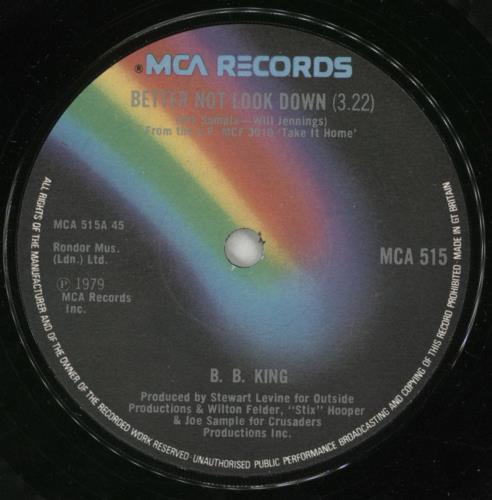 ® MCA RECORDS
BETTER NOT LOOK DOWN (3.22)
Will Jennings)
From the L.P. MCF 3010 'Take It Home'
MCA 515A 45
Rondor Mus.
(Ldn.) Ltd.
℗ 1979
MCA Records
Inc.
MCA 515
B. B. KING
Produced by Stewart Levine for Outside
Productions & Wilton Felder, "Stix" Hooper
& Joe Sample for Crusaders
Productions Inc.
ALL RIGHTS OF THE MANUFACTURER AND OF THE OWNER OF THE RECORDED WORK RESERVED · UNAUTHORISED PUBLIC PERFORMANCE BROADCASTING AND COPYING OF THIS RECORD PROHIBITED · MADE IN GT BRITAIN